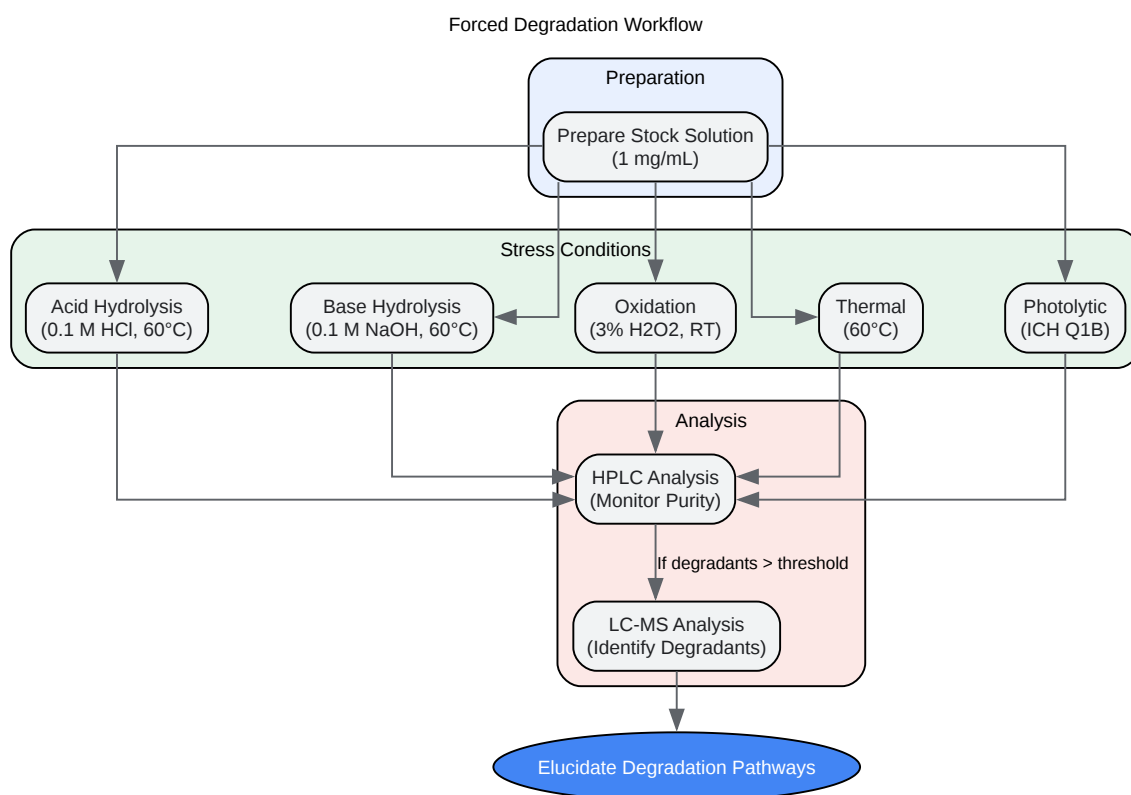 Forced Degradation Workflow
Preparation
Prepare Stock Solution
(1 mg/mL)
Stress Conditions
Acid Hydrolysis
(0.1 M HCl, 60°C)
Base Hydrolysis
(0.1 M NaOH, 60°C)
Oxidation
(3% H2O2, RT)
Thermal
(60°C)
Photolytic
(ICH Q1B)
Analysis
HPLC Analysis
(Monitor Purity)
If degradants > threshold
LC-MS Analysis
(Identify Degradants)
Elucidate Degradation Pathways